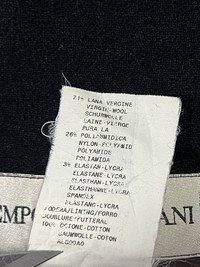 71% LANA VERGINE
VIRGIN-WOOL
SCHURWOLLE
LAINE-VIERGE
PURA LA
26% POLIAMMIDICA
NYLON-POLYAMID
POLYAMIDE
POLIAMIDA
3% ELASTAN-LYCRA
ELASTANE-LYCRA
ELASTHAN-LYCRA
ELASTHANNE-LYCRA
SPANDEX
ELASTANO-LYCRA
FODERA/LINING/FORRO
DOUBLURE/FUTTERAL
100% COTONE-COTTON
BAUMWOLLE-COTON
ALGODAO
EMPO ANI